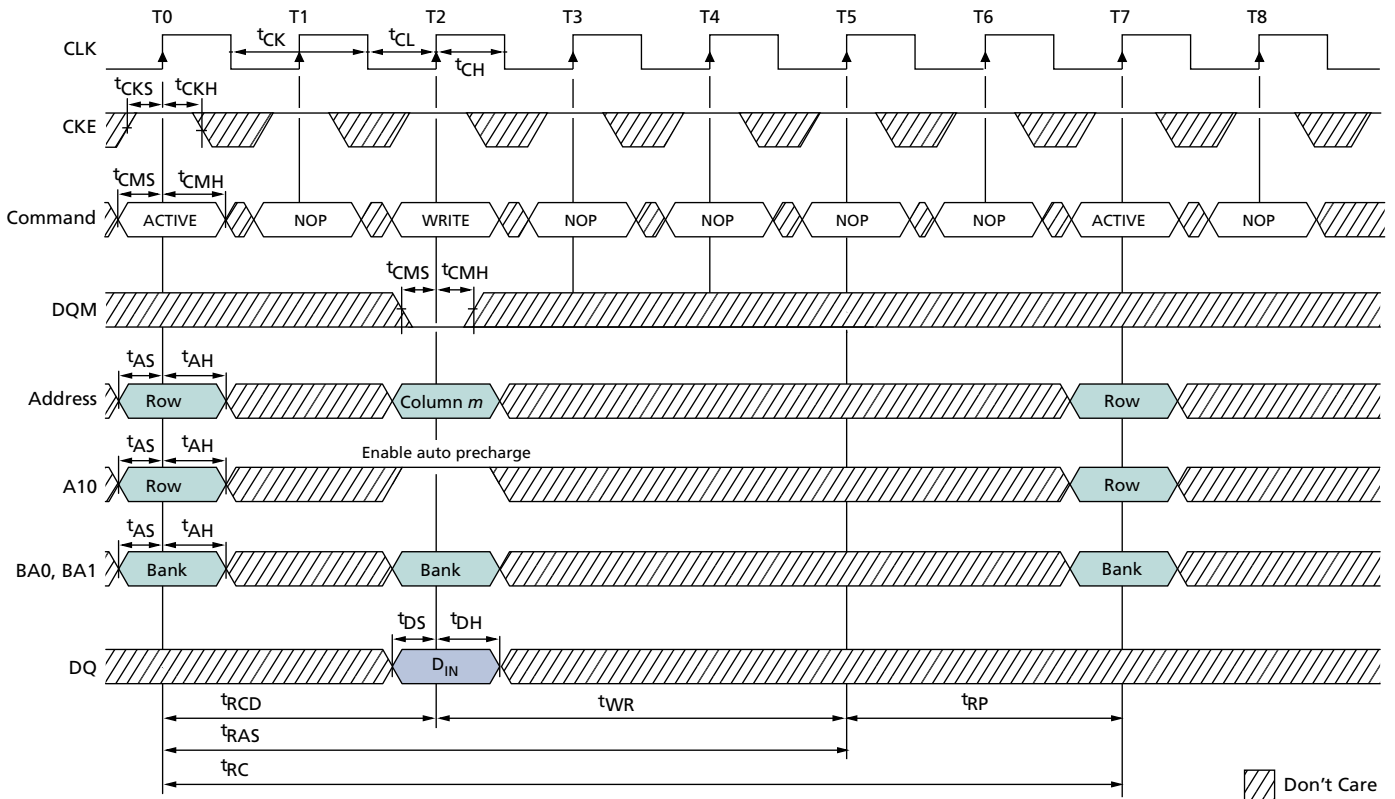 T0 T1 T2 T3 T4 T5 T6 T7 T8
CLK
tCK tCL
tCH
tCKS tCKH
CKE
tCMS tCMH
Command ACTIVE NOP WRITE NOP NOP NOP NOP ACTIVE NOP
tCMS tCMH
DQM
tAS tAH
Address Row Column m Row
tAS tAH Enable auto precharge
A10 Row Row
tAS tAH
BA0, BA1 Bank Bank Bank
tDS tDH
DQ DIN
tRCD tWR tRP
tRAS
tRC
Don't Care